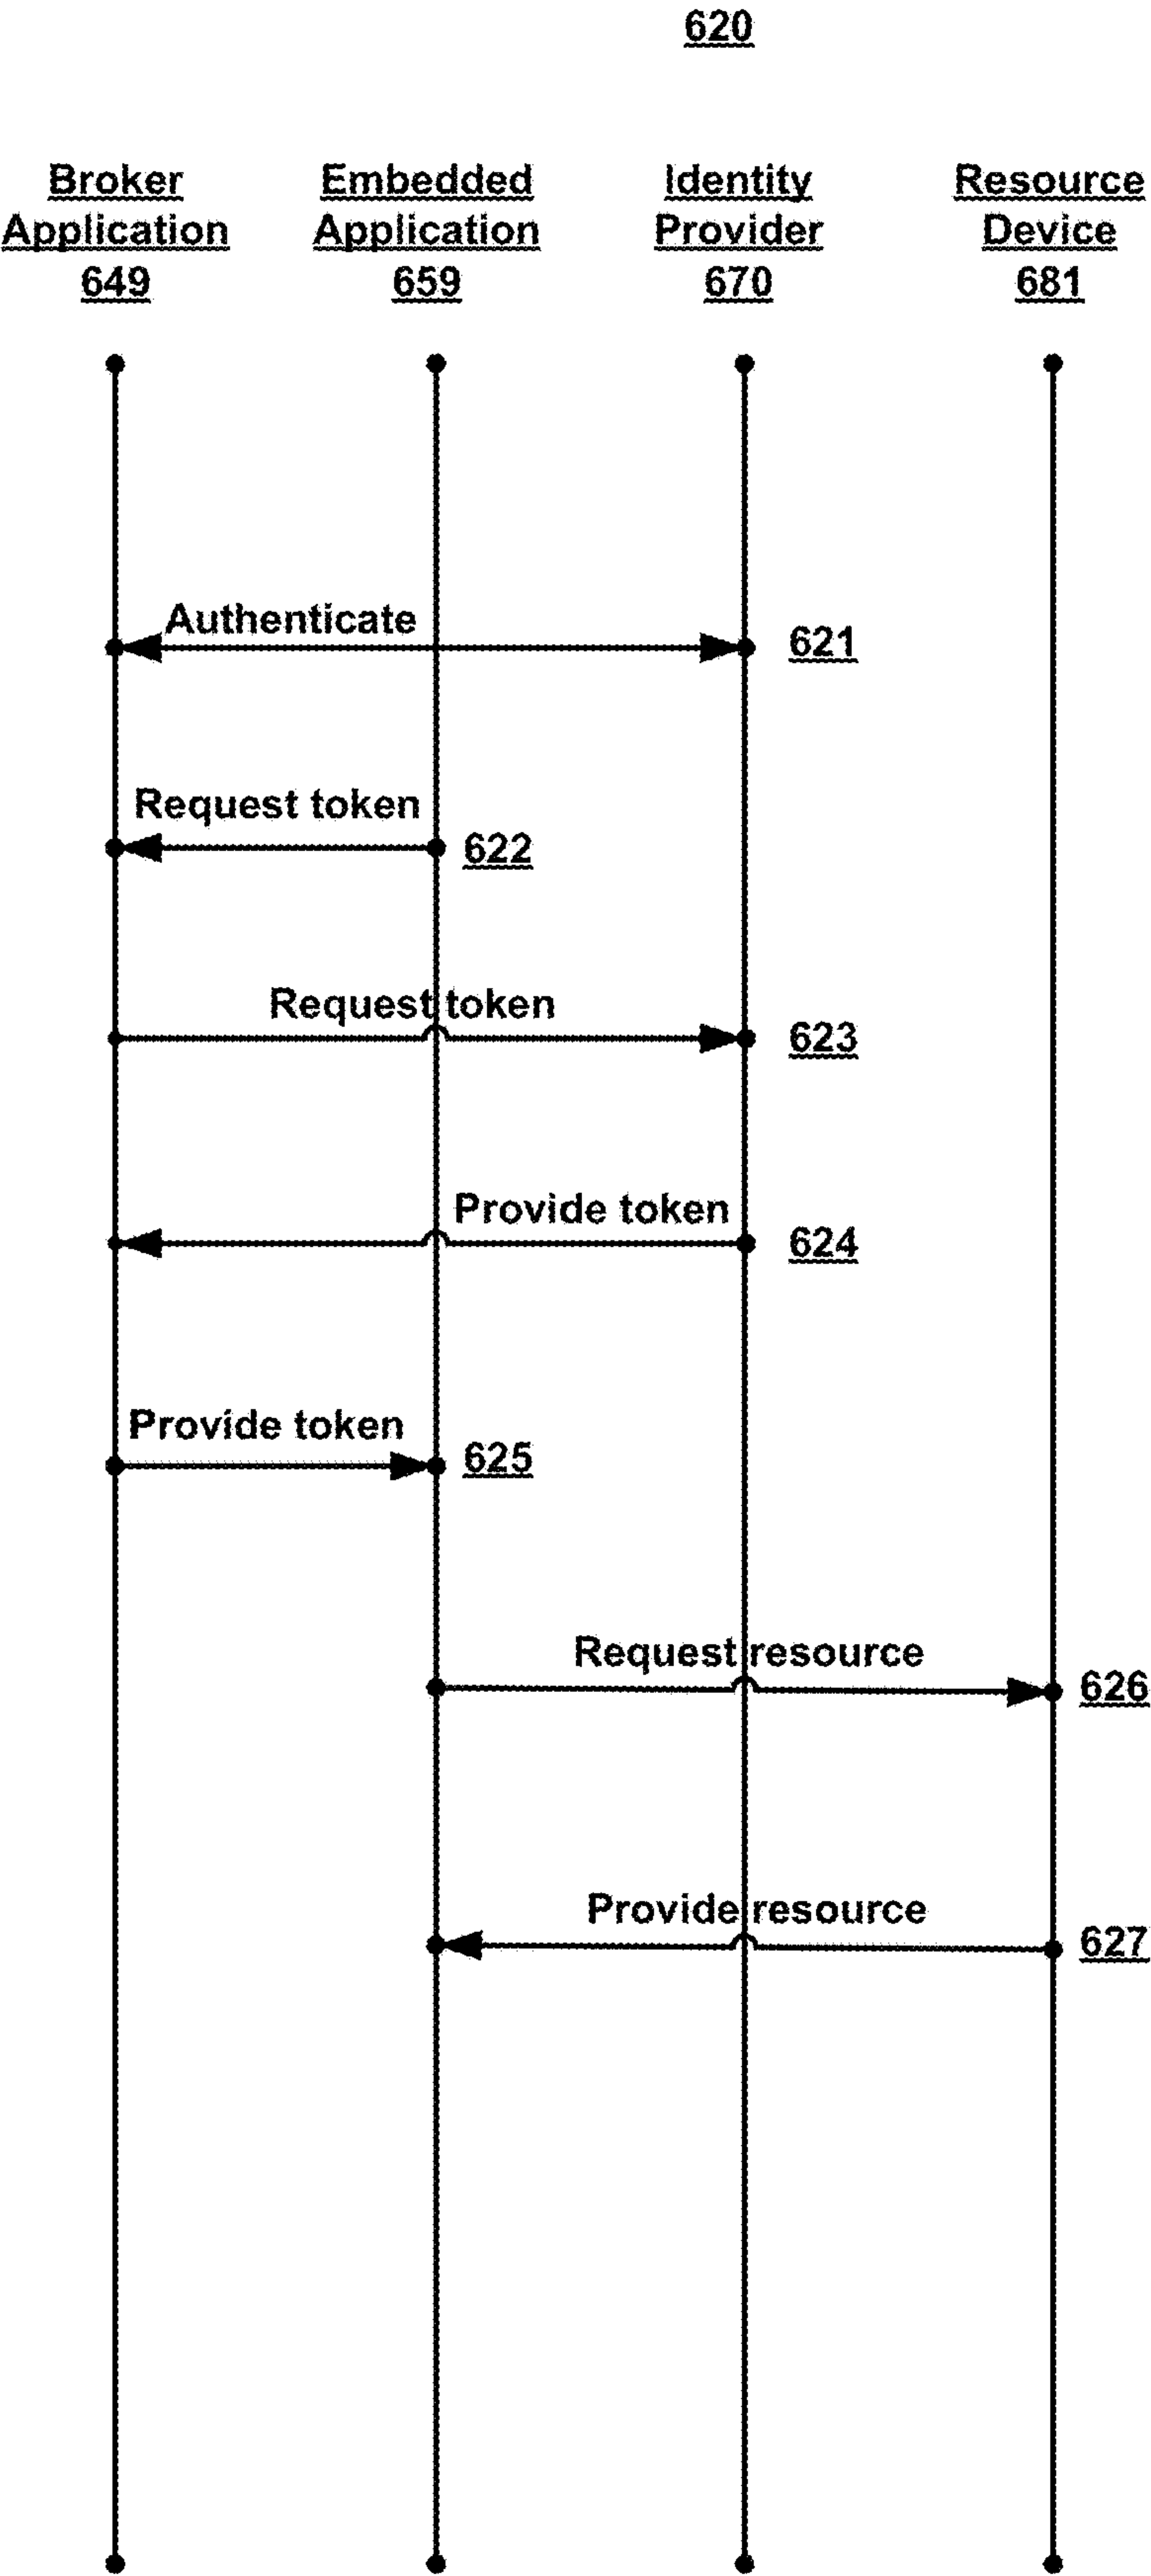 620
Broker
Application
649
Embedded
Application
659
Identity
Provider
670
Resource
Device
681
Authenticate
621
Request token
622
Request token
623
Provide token
624
Provide token
625
Request resource
626
Provide resource
627